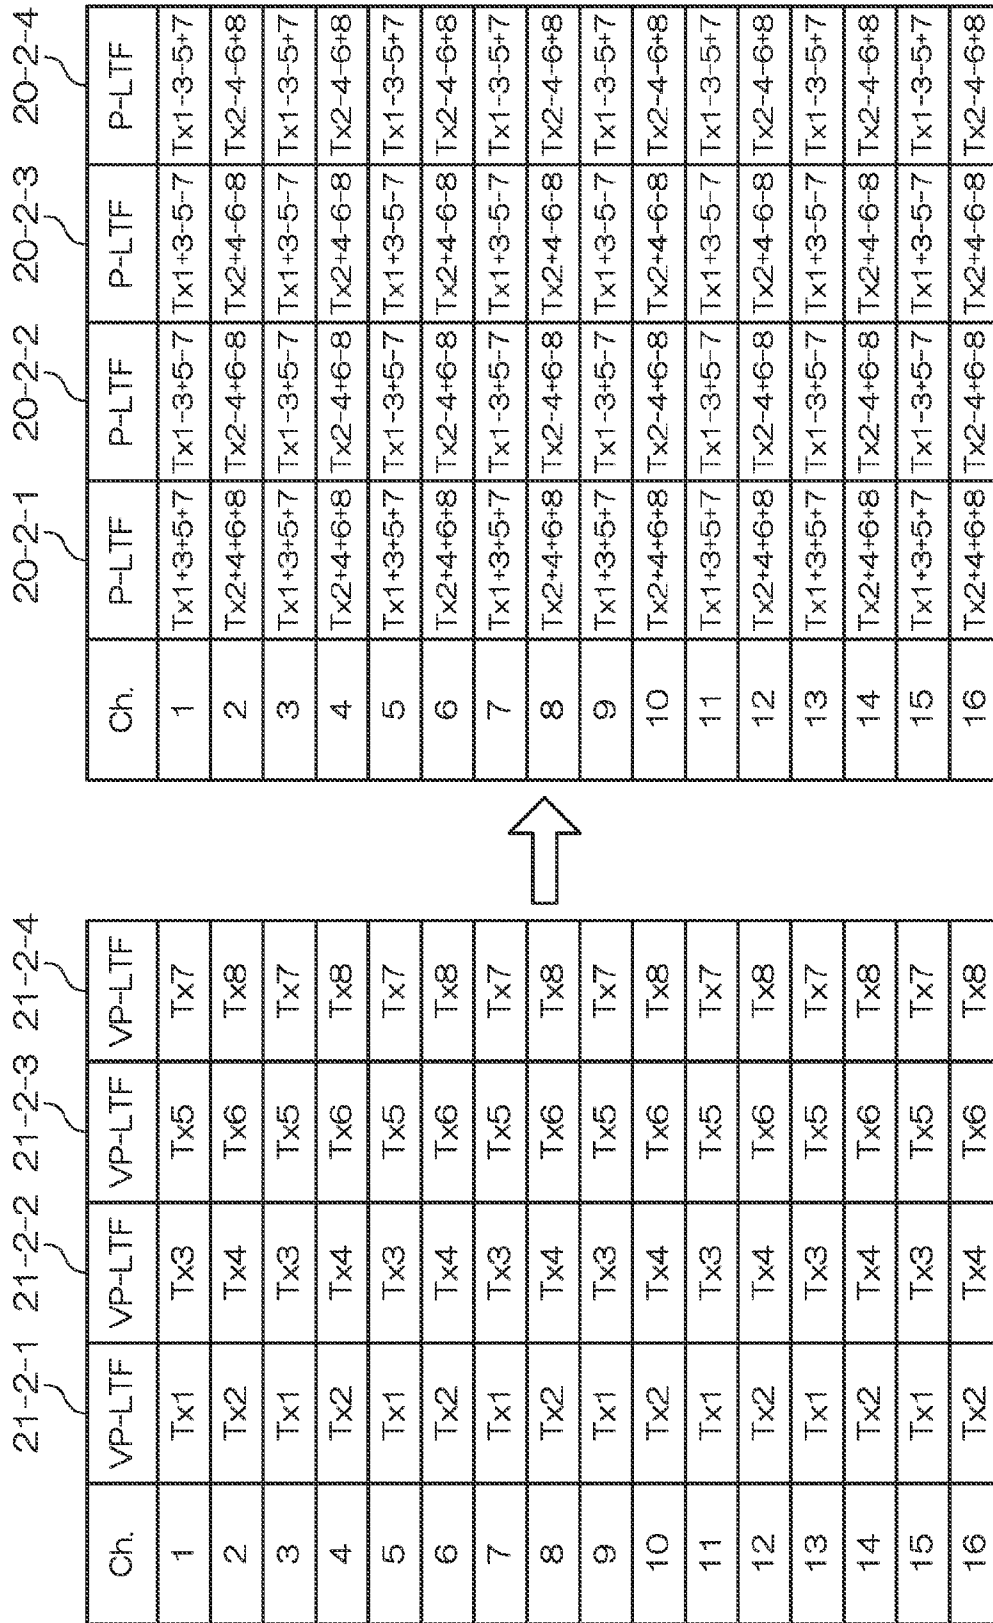 21-2-1 21-2-2 21-2-3 21-2-4
Ch. VP-LTF VP-LTF VP-LTF VP-LTF
1 Tx1 Tx3 Tx5 Tx7
2 Tx2 Tx4 Tx6 Tx8
3 Tx1 Tx3 Tx5 Tx7
4 Tx2 Tx4 Tx6 Tx8
5 Tx1 Tx3 Tx5 Tx7
6 Tx2 Tx4 Tx6 Tx8
7 Tx1 Tx3 Tx5 Tx7
8 Tx2 Tx4 Tx6 Tx8
9 Tx1 Tx3 Tx5 Tx7
10 Tx2 Tx4 Tx6 Tx8
11 Tx1 Tx3 Tx5 Tx7
12 Tx2 Tx4 Tx6 Tx8
13 Tx1 Tx3 Tx5 Tx7
14 Tx2 Tx4 Tx6 Tx8
15 Tx1 Tx3 Tx5 Tx7
16 Tx2 Tx4 Tx6 Tx8
20-2-1 20-2-2 20-2-3 20-2-4
Ch. P-LTF P-LTF P-LTF P-LTF
1 Tx1+3+5+7 Tx1-3+5-7 Tx1+3-5-7 Tx1-3-5+7
2 Tx2+4+6+8 Tx2-4+6-8 Tx2+4-6-8 Tx2-4-6+8
3 Tx1+3+5+7 Tx1-3+5-7 Tx1+3-5-7 Tx1-3-5+7
4 Tx2+4+6+8 Tx2-4+6-8 Tx2+4-6-8 Tx2-4-6+8
5 Tx1+3+5+7 Tx1-3+5-7 Tx1+3-5-7 Tx1-3-5+7
6 Tx2+4+6+8 Tx2-4+6-8 Tx2+4-6-8 Tx2-4-6+8
7 Tx1+3+5+7 Tx1-3+5-7 Tx1+3-5-7 Tx1-3-5+7
8 Tx2+4+6+8 Tx2-4+6-8 Tx2+4-6-8 Tx2-4-6+8
9 Tx1+3+5+7 Tx1-3+5-7 Tx1+3-5-7 Tx1-3-5+7
10 Tx2+4+6+8 Tx2-4+6-8 Tx2+4-6-8 Tx2-4-6+8
11 Tx1+3+5+7 Tx1-3+5-7 Tx1+3-5-7 Tx1-3-5+7
12 Tx2+4+6+8 Tx2-4+6-8 Tx2+4-6-8 Tx2-4-6+8
13 Tx1+3+5+7 Tx1-3+5-7 Tx1+3-5-7 Tx1-3-5+7
14 Tx2+4+6+8 Tx2-4+6-8 Tx2+4-6-8 Tx2-4-6+8
15 Tx1+3+5+7 Tx1-3+5-7 Tx1+3-5-7 Tx1-3-5+7
16 Tx2+4+6+8 Tx2-4+6-8 Tx2+4-6-8 Tx2-4-6+8